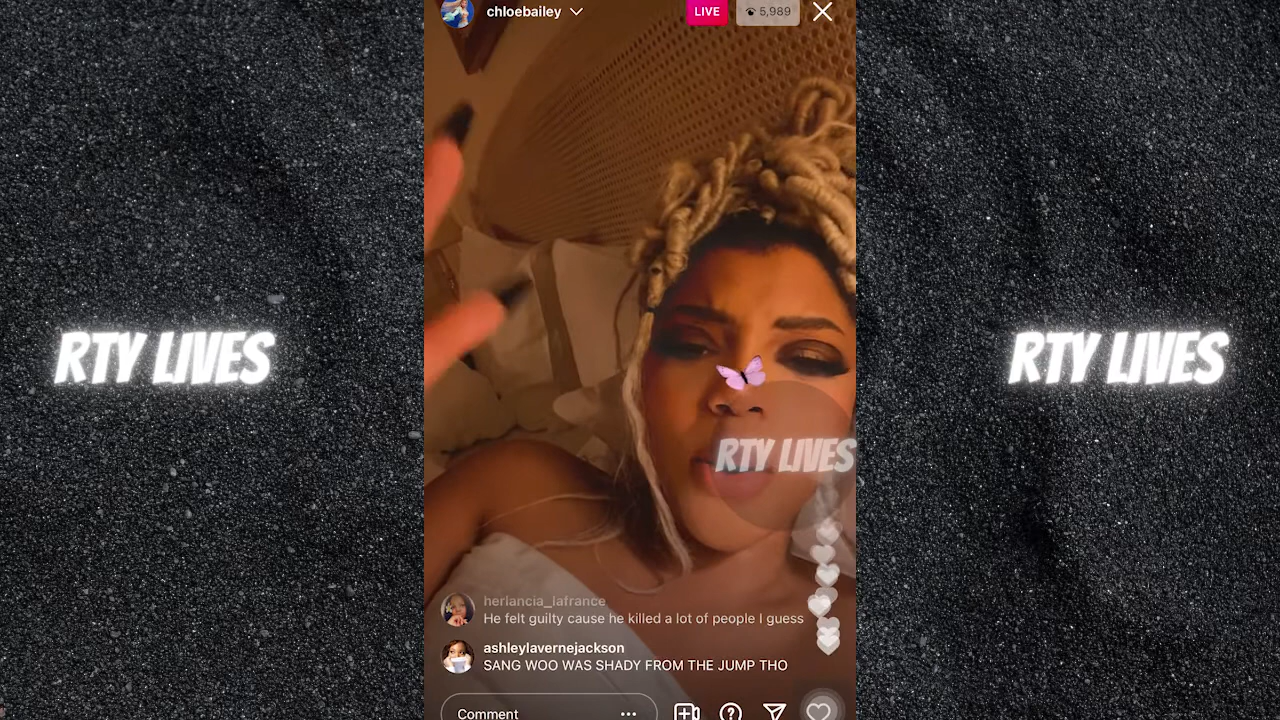 chloebailey
LIVE
5,989
RTY LIVES
RTY LIVES
RTY LIVES
herlancia_lafrance
He felt guilty cause he killed a lot of people I guess
ashleylavernejackson
SANG WOO WAS SHADY FROM THE JUMP THO
Comment